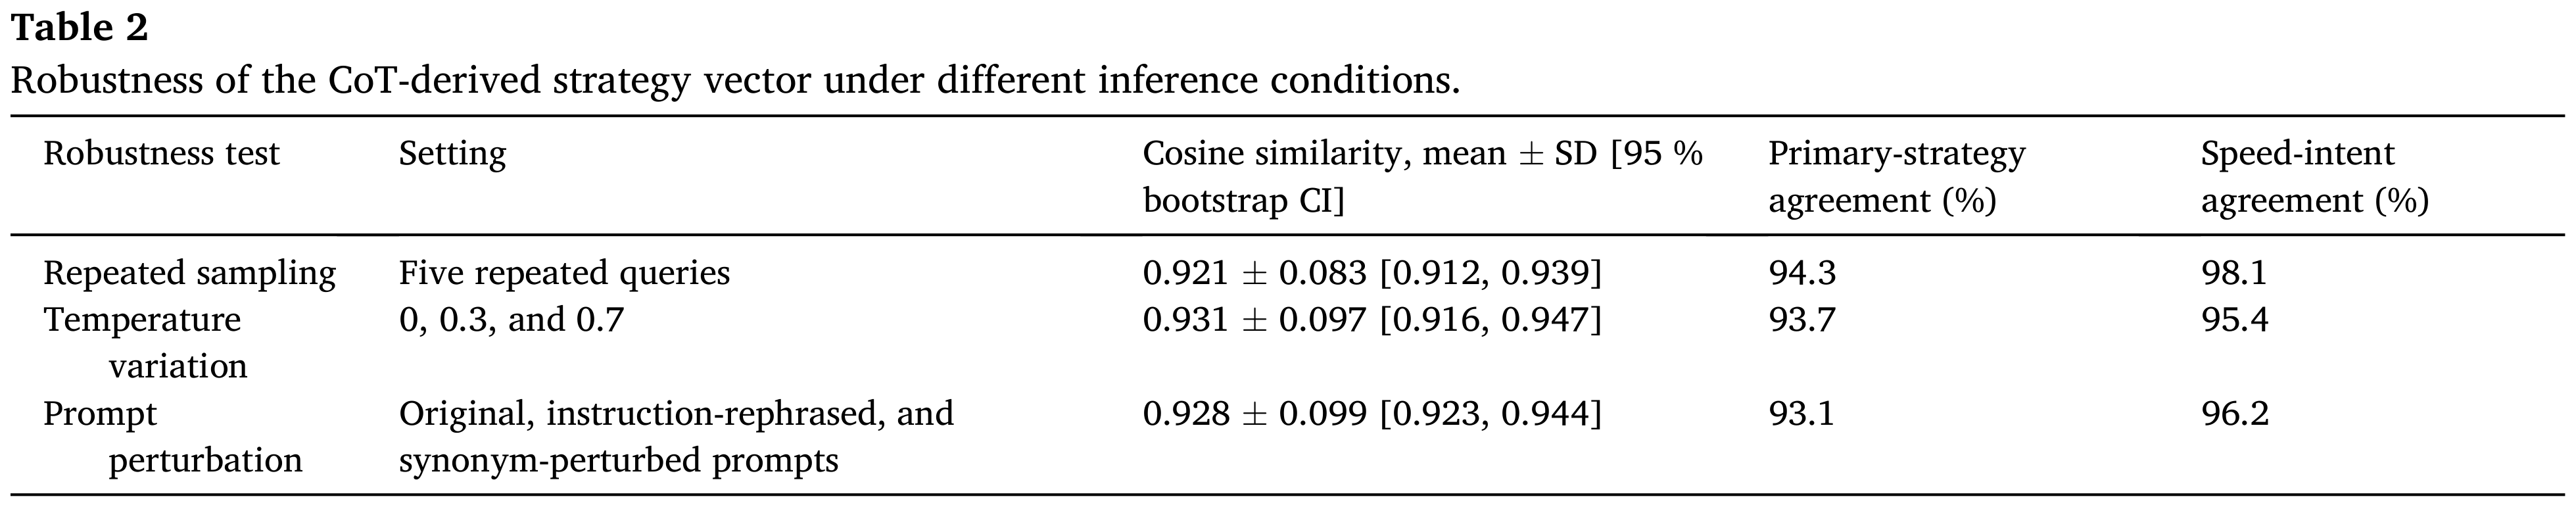 Table 2
Robustness of the CoT-derived strategy vector under different inference conditions.
Robustness test Setting Cosine similarity, mean ± SD [95 % bootstrap CI] Primary-strategy agreement (%) Speed-intent agreement (%)
Repeated sampling Five repeated queries 0.921 ± 0.083 [0.912, 0.939] 94.3 98.1
Temperature variation 0, 0.3, and 0.7 0.931 ± 0.097 [0.916, 0.947] 93.7 95.4
Prompt perturbation Original, instruction-rephrased, and synonym-perturbed prompts 0.928 ± 0.099 [0.923, 0.944] 93.1 96.2